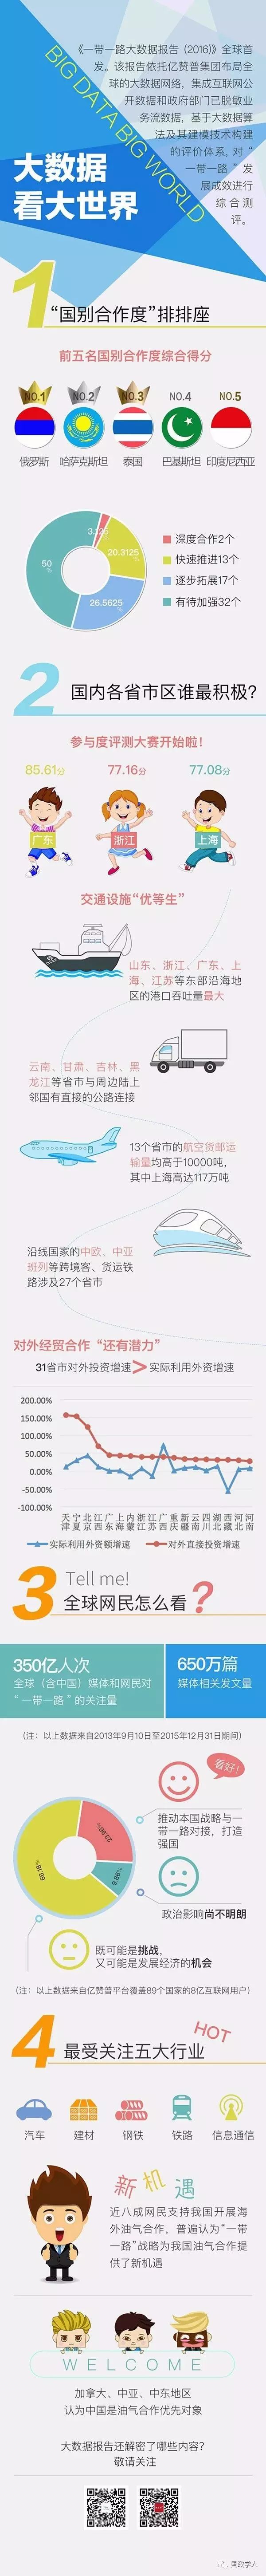 《一带一路大数据报告 (2016)》全球首
发。该报告依托亿赞普集团布局全
球的大数据网络，集成互联网公
开数据和政府部门已脱敏业
务流数据，基于大数据算
法及其建模技术构建
的评价体系，对“
一带一路”发
展成效进行
综合测
评。
BIG DATA BIG WORLD
大数据
看大世界
1
“国别合作度”排排座
前五名国别合作度综合得分
NO.1 NO.2 NO.3 NO.4 NO.5
俄罗斯 哈萨克斯坦 泰国 巴基斯坦 印度尼西亚
3.125
20.3125
50
%
26.5625
深度合作2个
快速推进13个
逐步拓展17个
有待加强32个
2
国内各省市区谁最积极？
参与度评测大赛开始啦！
85.61分 77.16分 77.08分
广东 浙江 上海
交通设施“优等生”
山东、浙江、广东、上
海、江苏等东部沿海地
区的港口吞吐量最大
云南、甘肃、吉林、黑
龙江等省市与周边陆上
邻国有直接的公路连接
13个省市的航空货邮运
输量均高于10000吨，
其中上海高达117万吨
沿线国家的中欧、中亚
班列等跨境客、货运铁
路涉及27个省市
对外经贸合作“还有潜力”
31省市对外投资增速>实际利用外资增速
200.00%
150.00%
100.00%
50.00%
0.00%
-50.00%
-100.00%
天津 宁夏 北京 江西 广东 上海 内蒙 浙江 江苏 广西 重庆 新疆 云南 四川 湖北 西藏 河北 河南
实际利用外资额增速 对外直接投资增速
3
Tell me!
全球网民怎么看？
350亿人次
全球（含中国）媒体和网民对
“一带一路”的关注量
650万篇
媒体相关发文量
（注：以上数据来自2013年9月10日至2015年12月31日期间）
看好！
推动本国战略与一
带一路对接，打造
强国
政治影响尚不明朗
既可能是挑战，
又可能是发展经济的机会
（注：以上数据来自亿赞普平台覆盖89个国家的8亿互联网用户）
4
最受关注五大行业
HOT
汽车 建材 钢铁 铁路 信息通信
新机遇
近八成网民支持我国开展海
外油气合作，普遍认为“一带
一路”战略为我国油气合作提
供了新机遇
WELCOME
加拿大、中亚、中东地区
认为中国是油气合作优先对象
大数据报告还解密了哪些内容？
敬请关注